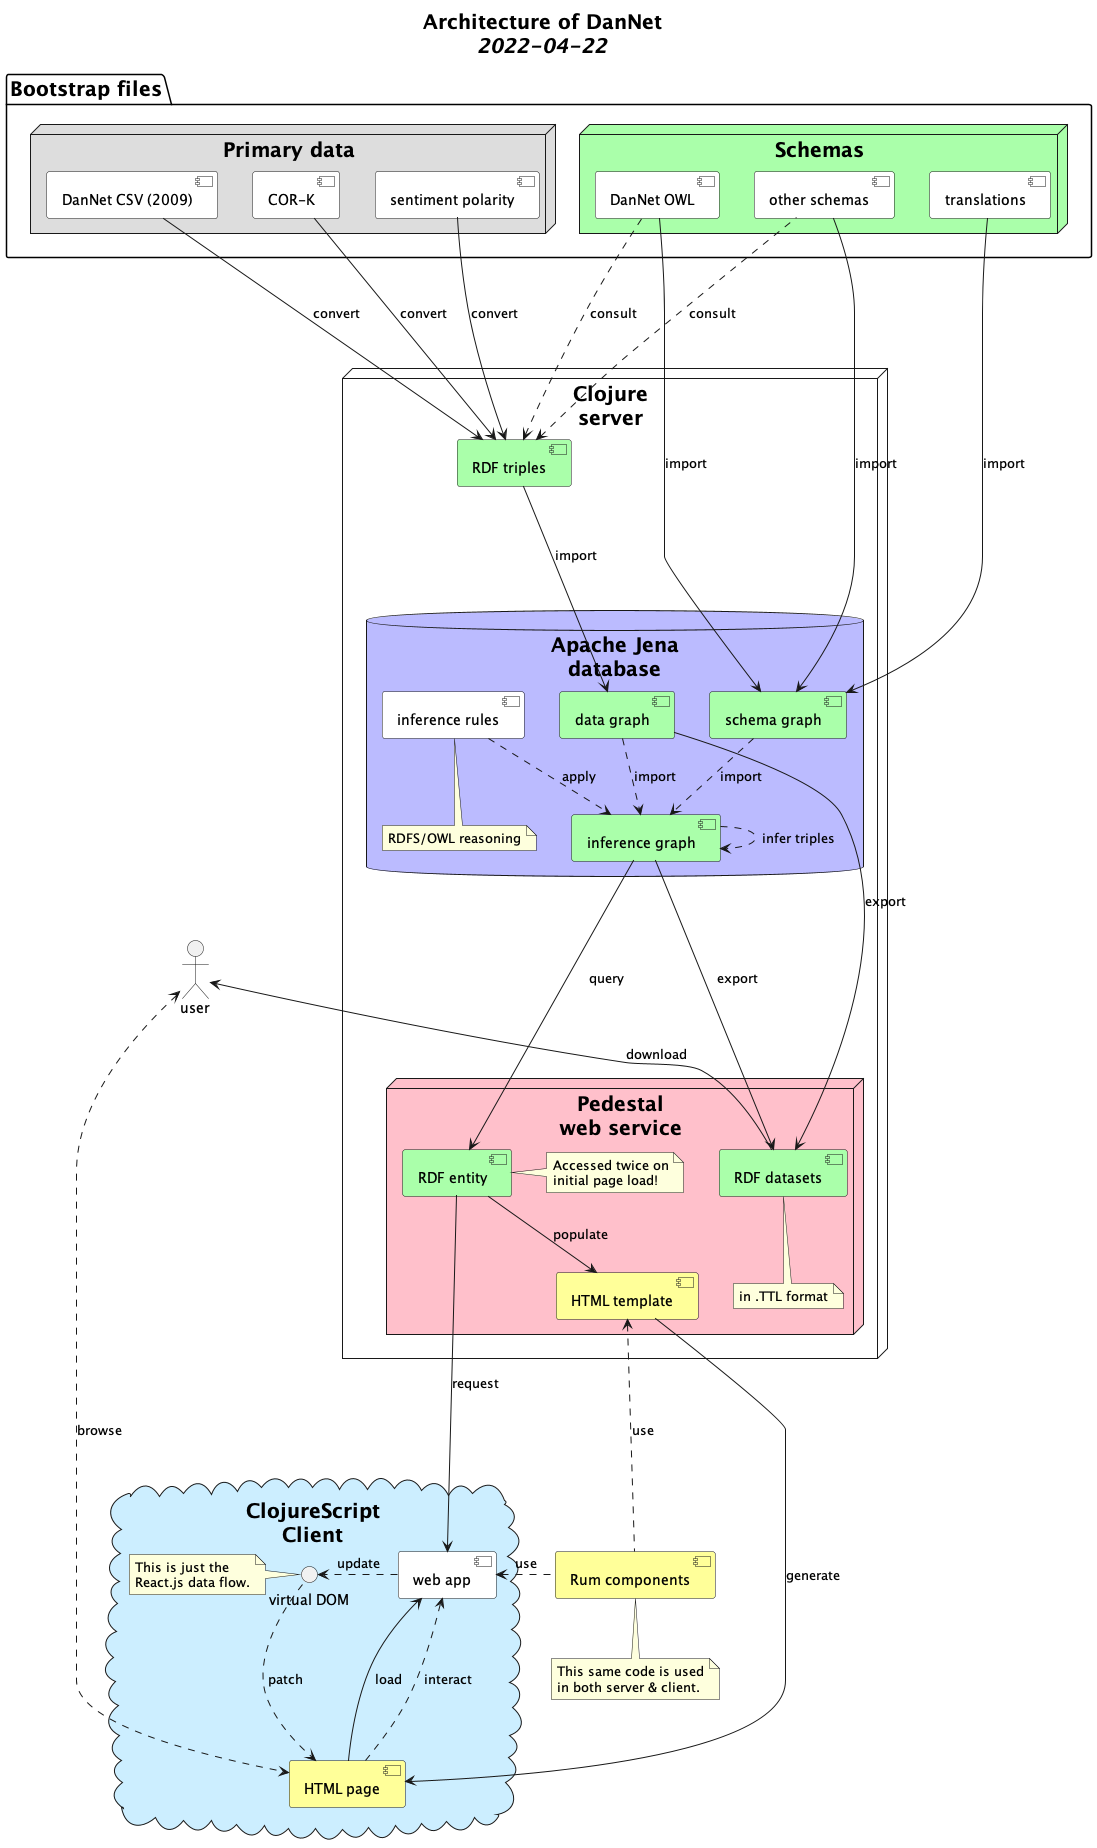 Architecture of DanNet
2022-04-22
Bootstrap files
Primary data
Schemas
DanNet CSV (2009)
COR-K
sentiment polarity
DanNet OWL
other schemas
translations
convert
convert
convert
consult
consult
Clojure
server
import
import
import
RDF triples
import
Apache Jena
database
inference rules
data graph
schema graph
apply
import
import
RDFS/OWL reasoning
inference graph
infer triples
export
query
export
user
download
Pedestal
web service
RDF entity
Accessed twice on
initial page load!
RDF datasets
populate
in .TTL format
HTML template
request
browse
use
ClojureScript
Client
This is just the
React.js data flow.
update
virtual DOM
web app
use
Rum components
generate
patch
load
interact
This same code is used
in both server & client.
HTML page